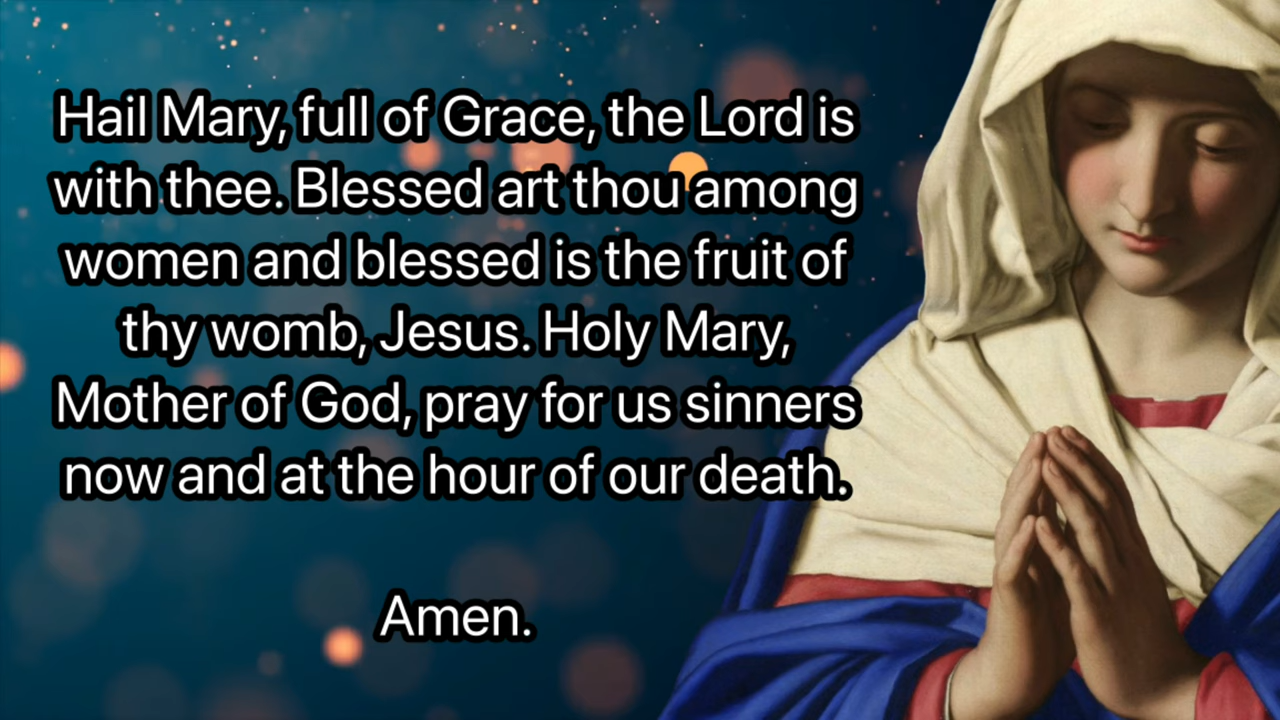 Hail Mary, full of Grace, the Lord is
with thee. Blessed art thou among
women and blessed is the fruit of
thy womb, Jesus. Holy Mary,
Mother of God, pray for us sinners
now and at the hour of our death.
Amen.